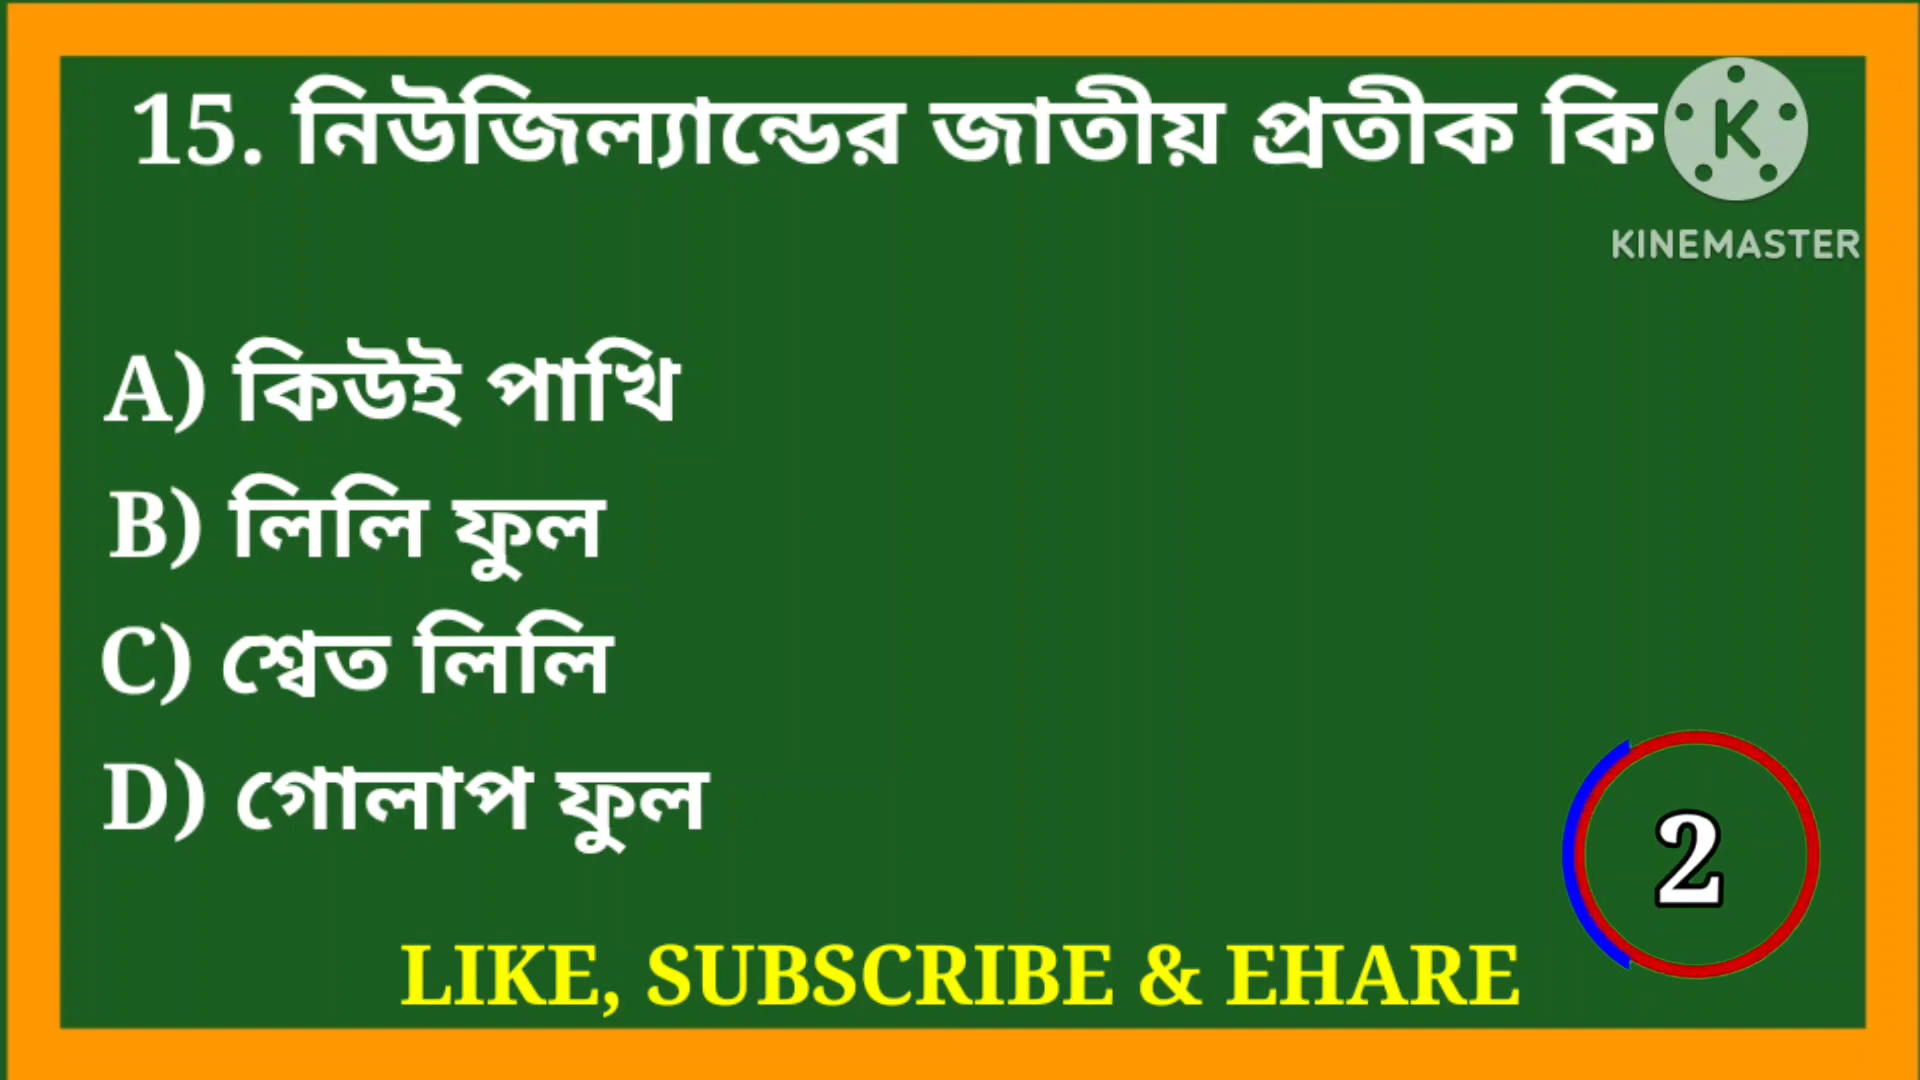 15. নিউজিল্যান্ডের জাতীয় প্রতীক কি
K
KINEMASTER
A) কিউই পাখি
B) লিলি ফুল
C) শ্বেত লিলি
D) গোলাপ ফুল
2
LIKE, SUBSCRIBE & EHARE